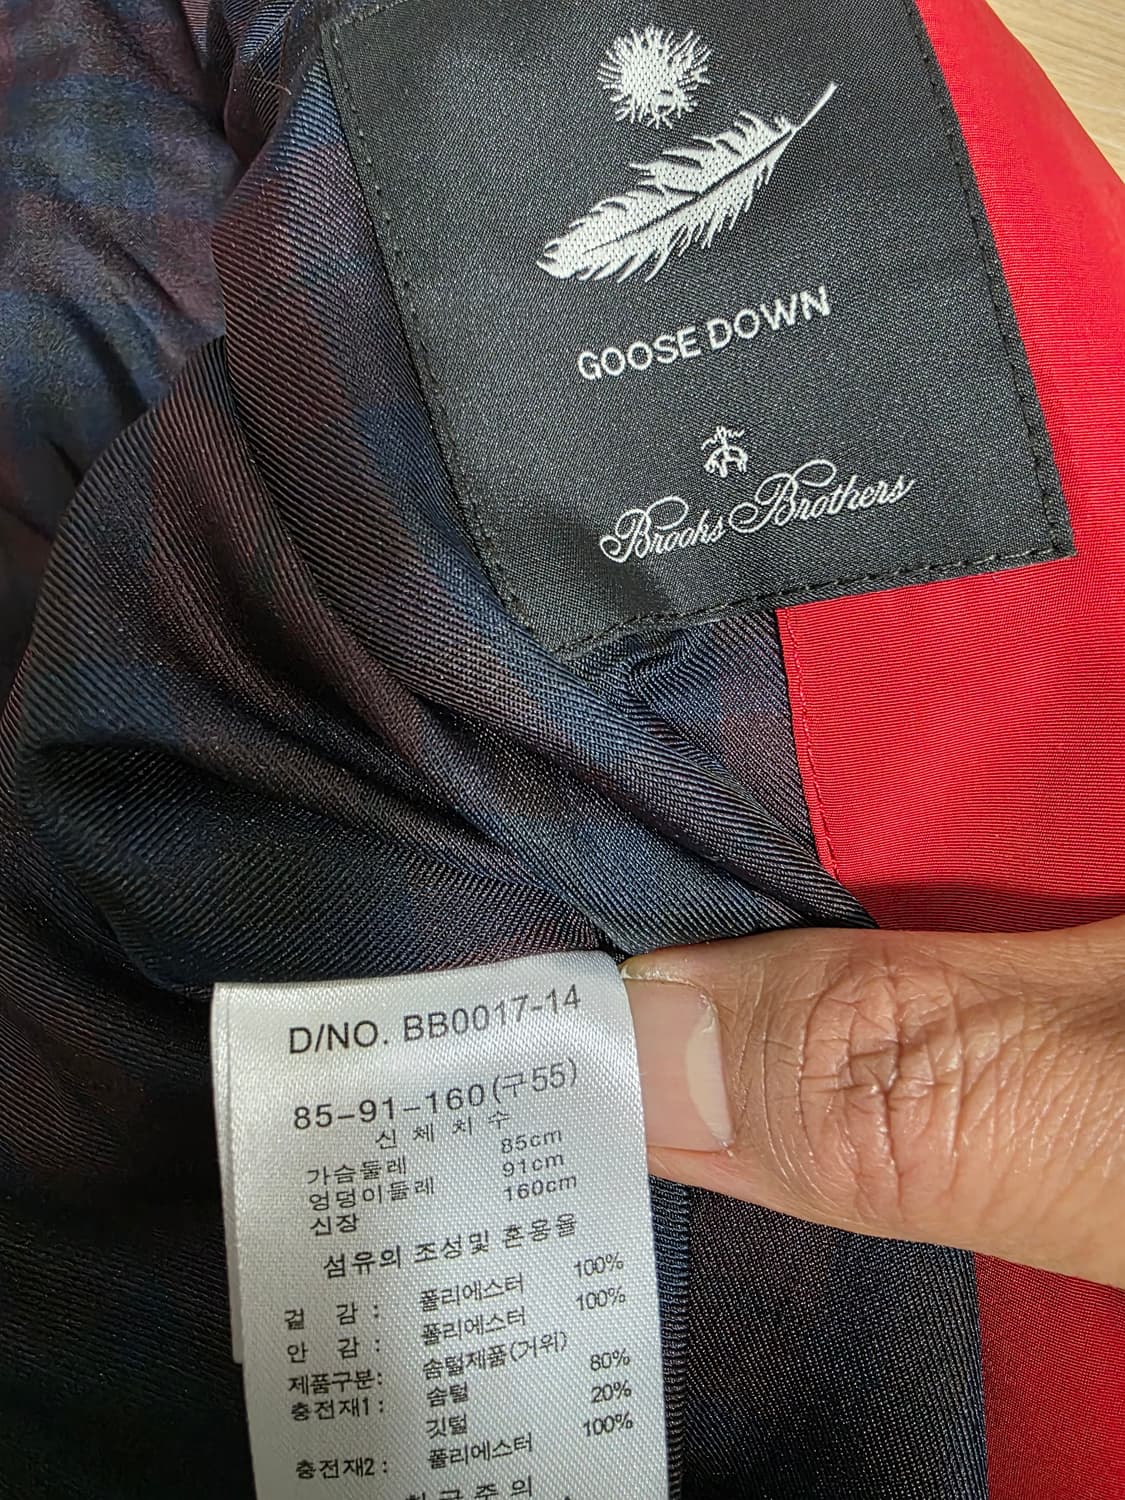 GOOSE DOWN
Brooks Brothers
D/NO. BB0017-14
85-91-160(구55)
신 체 치 수
가슴둘레 85cm
엉덩이둘레 91cm
신장 160cm
섬유의 조성및 혼용율
겉 감 : 폴리에스터 100%
안 감 : 폴리에스터 100%
제품구분: 솜털제품(거위)
충전재1 : 솜털 80%
깃털 20%
충전재2 : 폴리에스터 100%